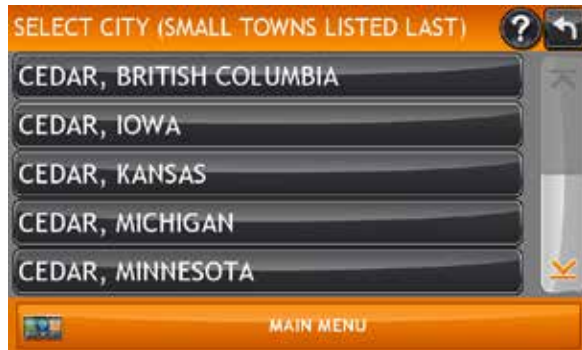 SELECT CITY (SMALL TOWNS LISTED LAST) ?
CEDAR, BRITISH COLUMBIA
CEDAR, IOWA
CEDAR, KANSAS
CEDAR, MICHIGAN
CEDAR, MINNESOTA
MAIN MENU